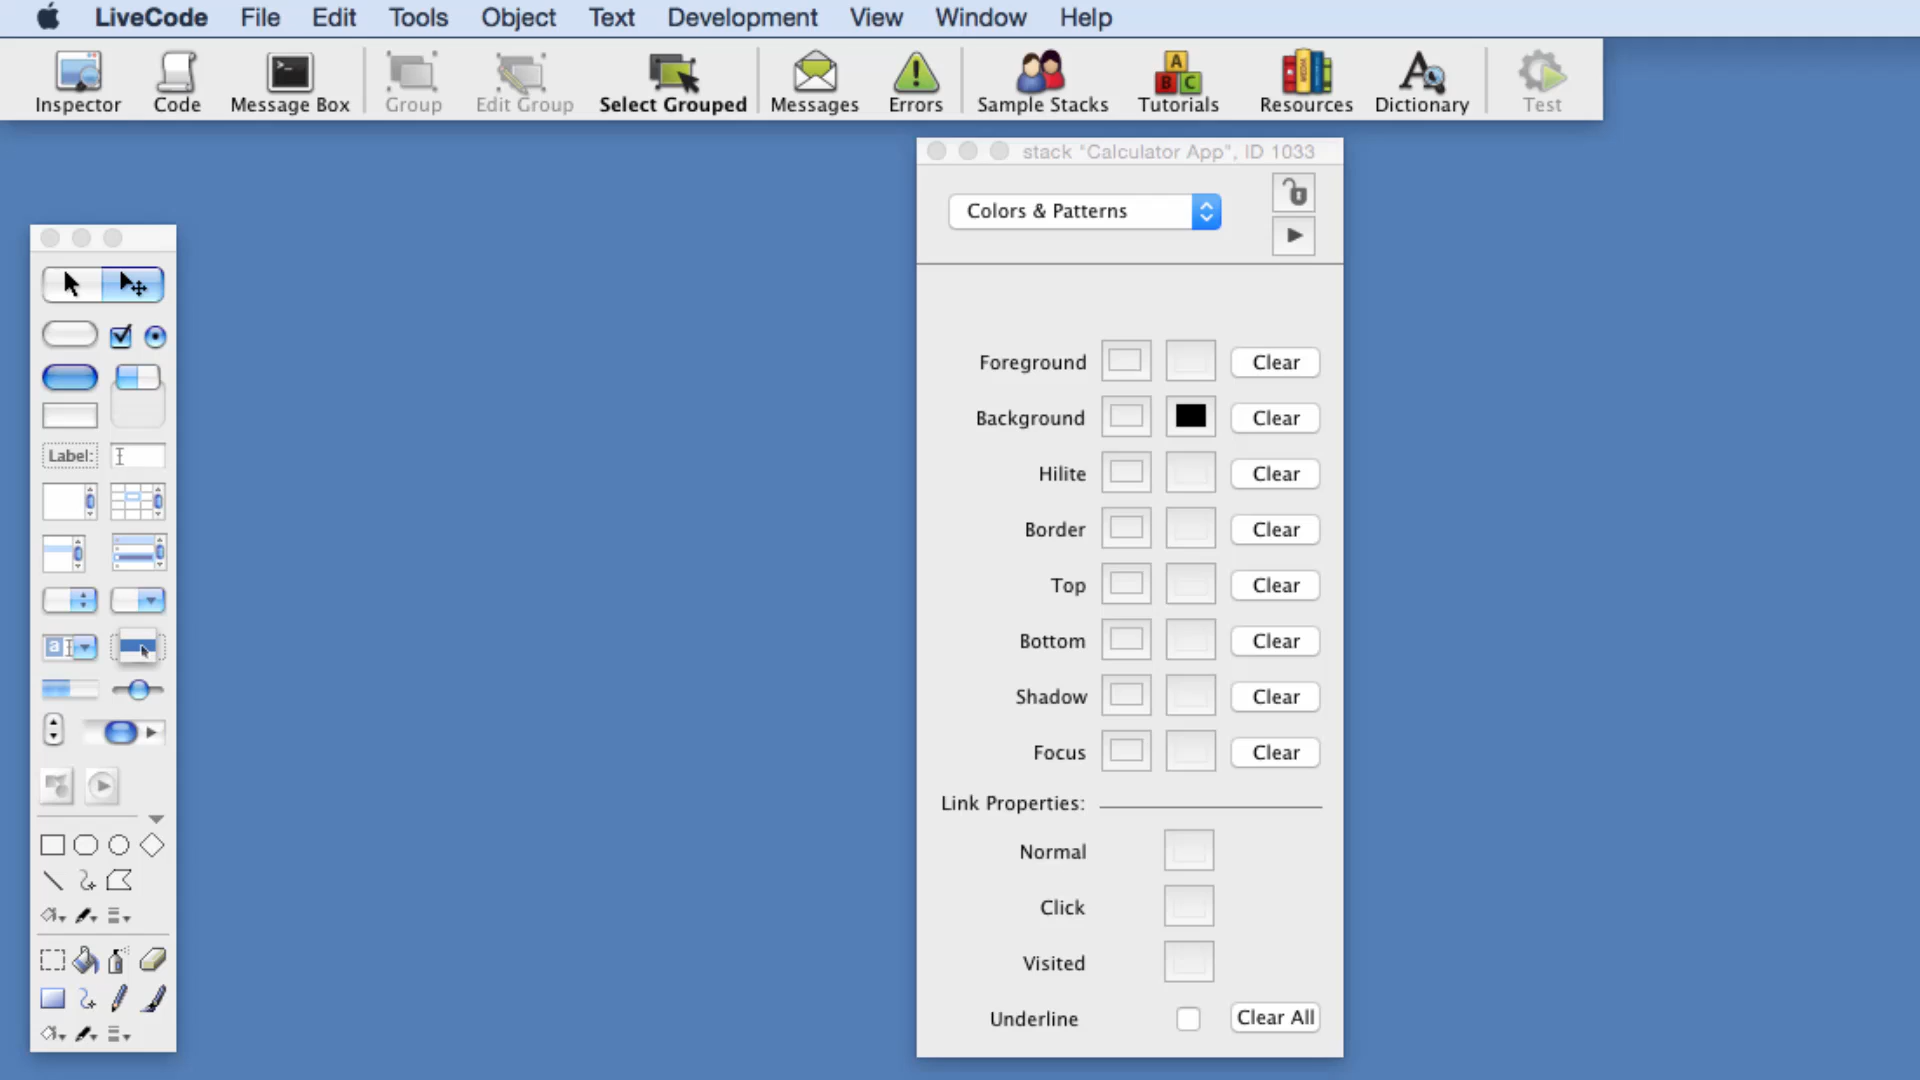 LiveCode File Edit Tools Object Text Development View Window Help
Inspector Code Message Box Group Edit Group Select Grouped Messages Errors Sample Stacks Tutorials Resources Dictionary Test
stack "Calculator App", ID 1033
Colors & Patterns
Label:
a
Foreground Clear
Background Clear
Hilite Clear
Border Clear
Top Clear
Bottom Clear
Shadow Clear
Focus Clear
Link Properties:
Normal
Click
Visited
Underline Clear All